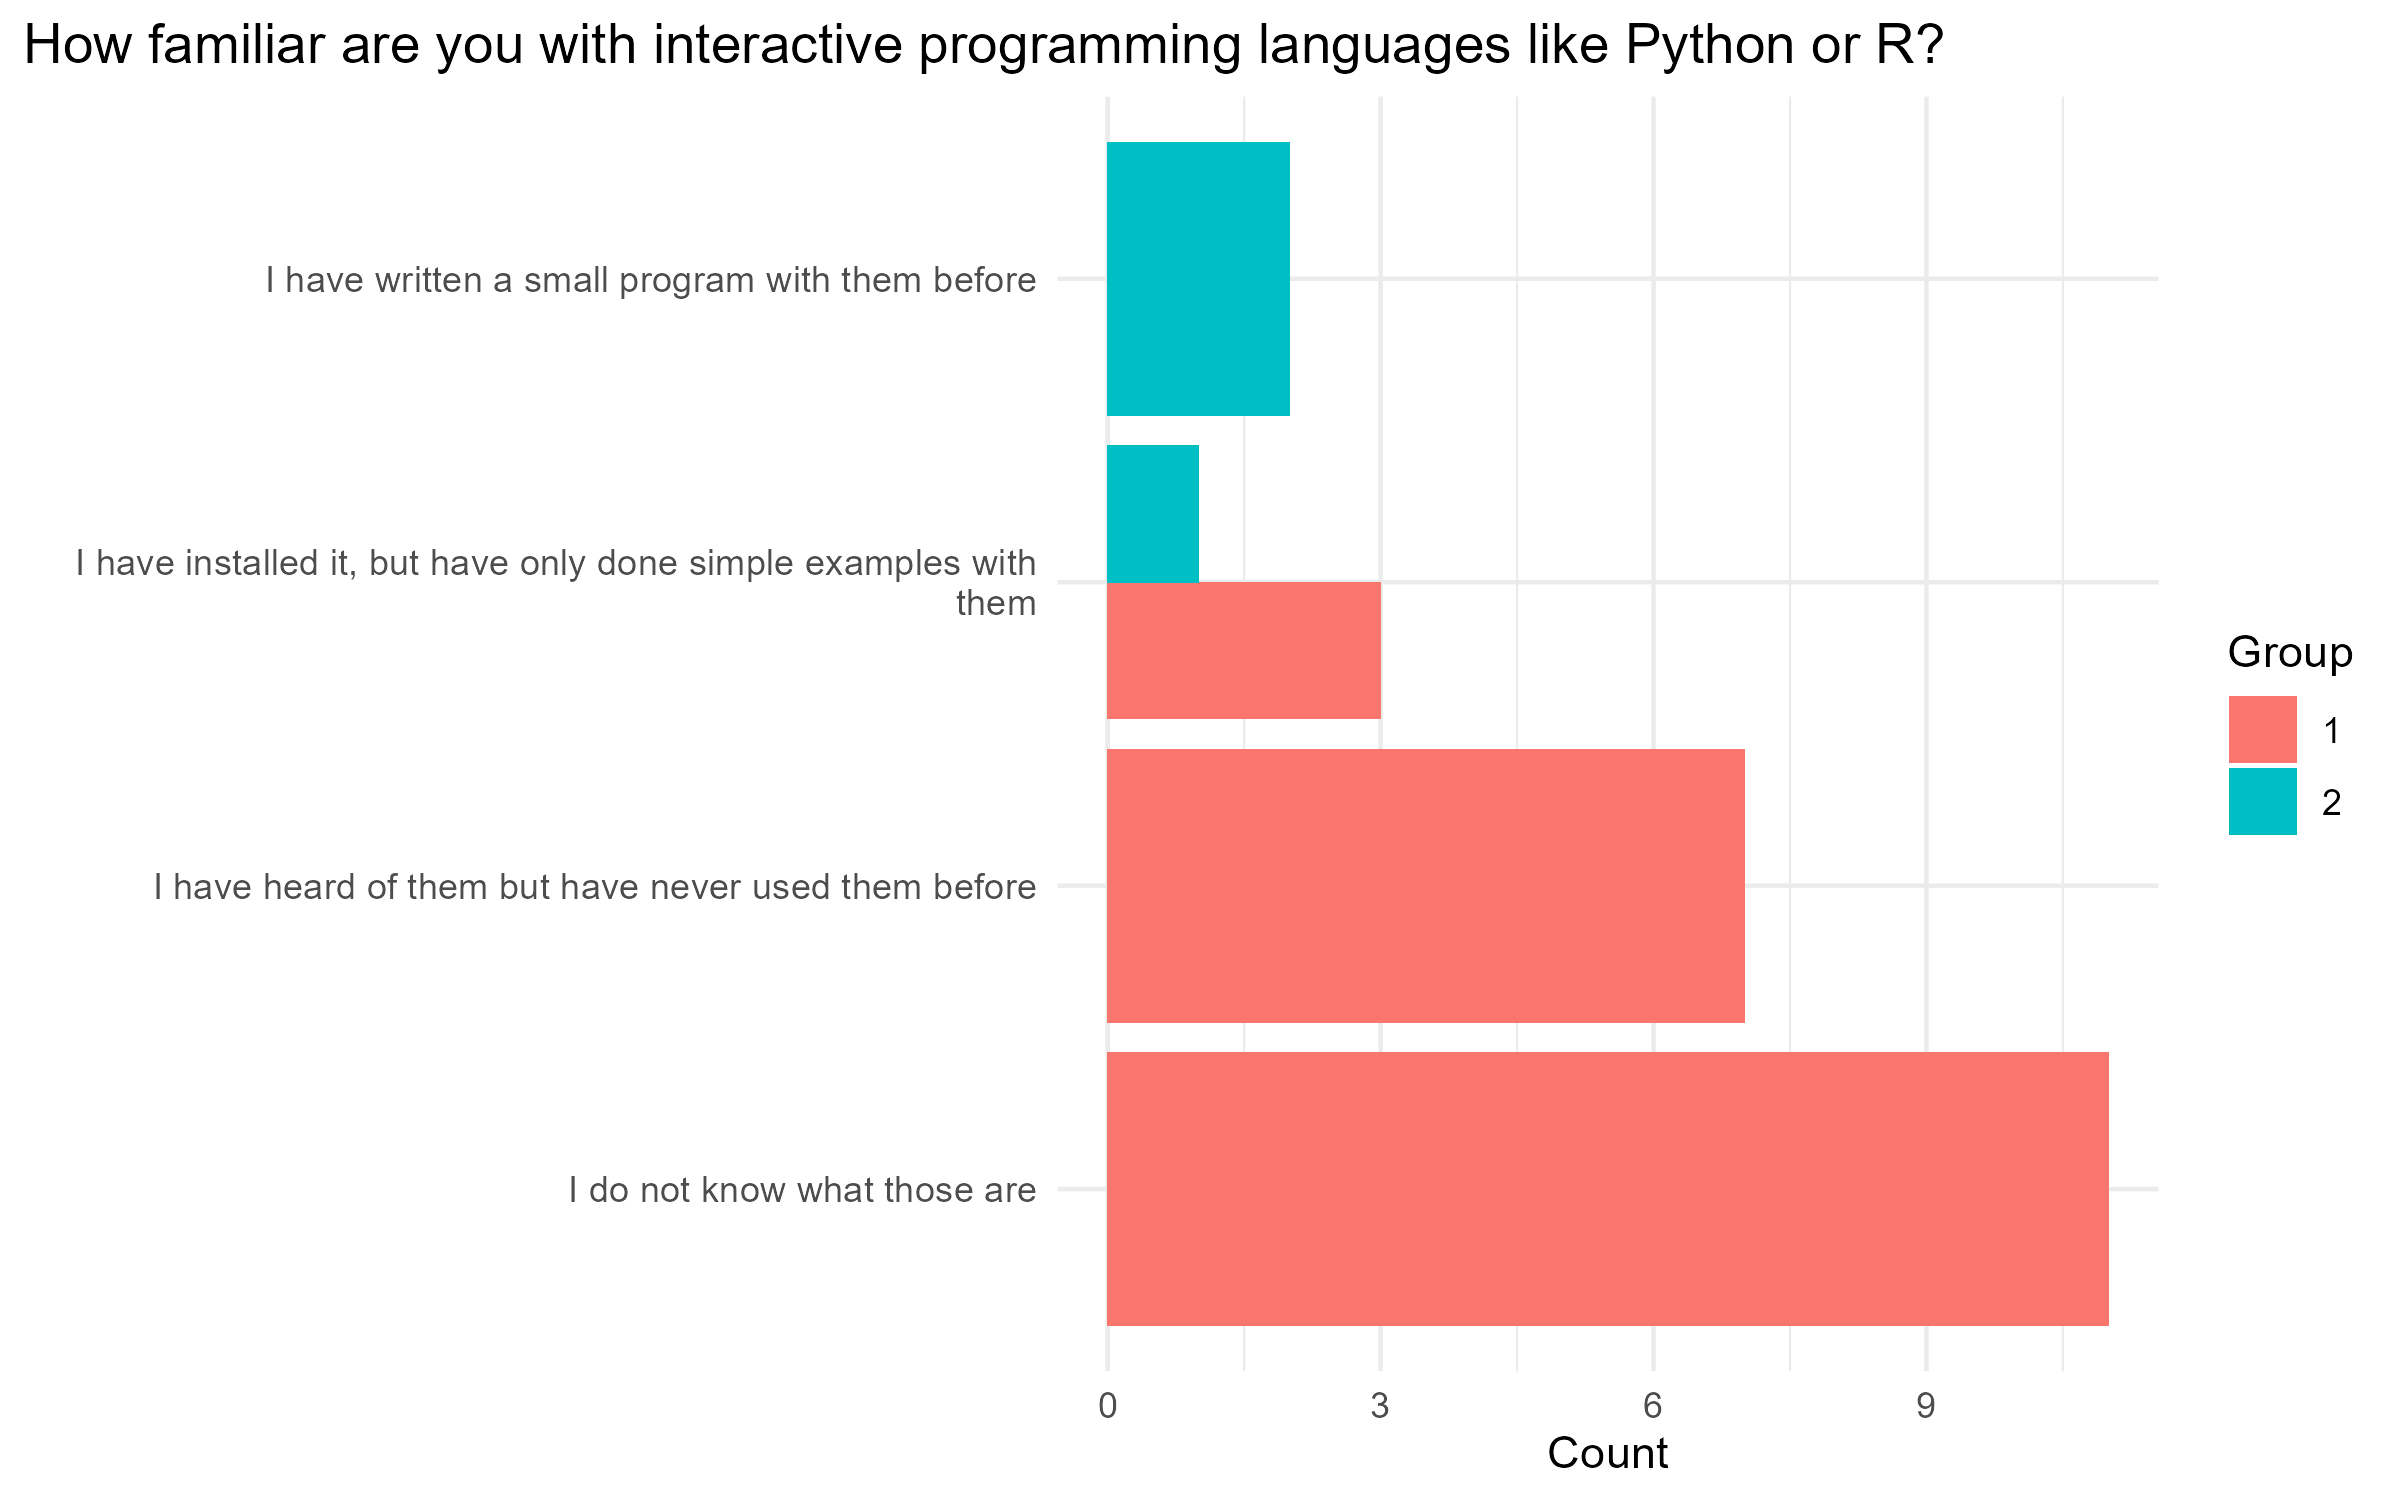 How familiar are you with interactive programming languages like Python or R?
I have written a small program with them before
I have installed it, but have only done simple examples with
them
I have heard of them but have never used them before
I do not know what those are
0 3 6 9
Count
Group
1
2